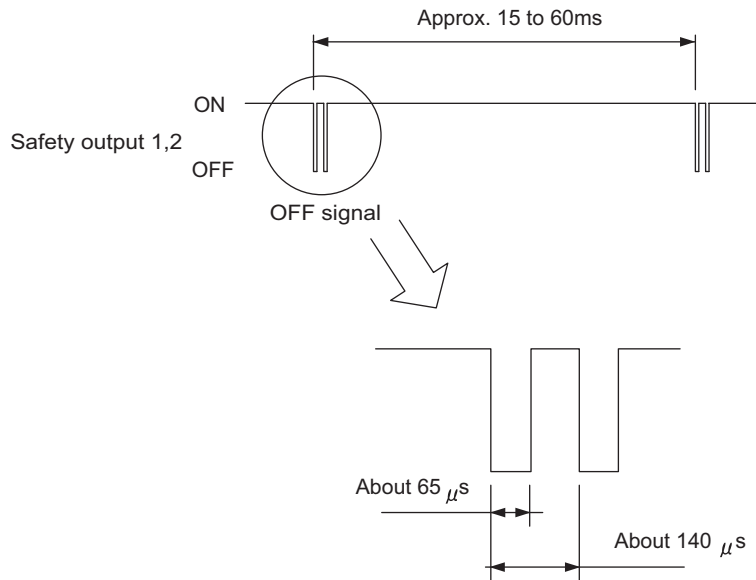 Approx. 15 to 60ms
ON
Safety output 1,2
OFF
OFF signal
About 65 μs
About 140 μs